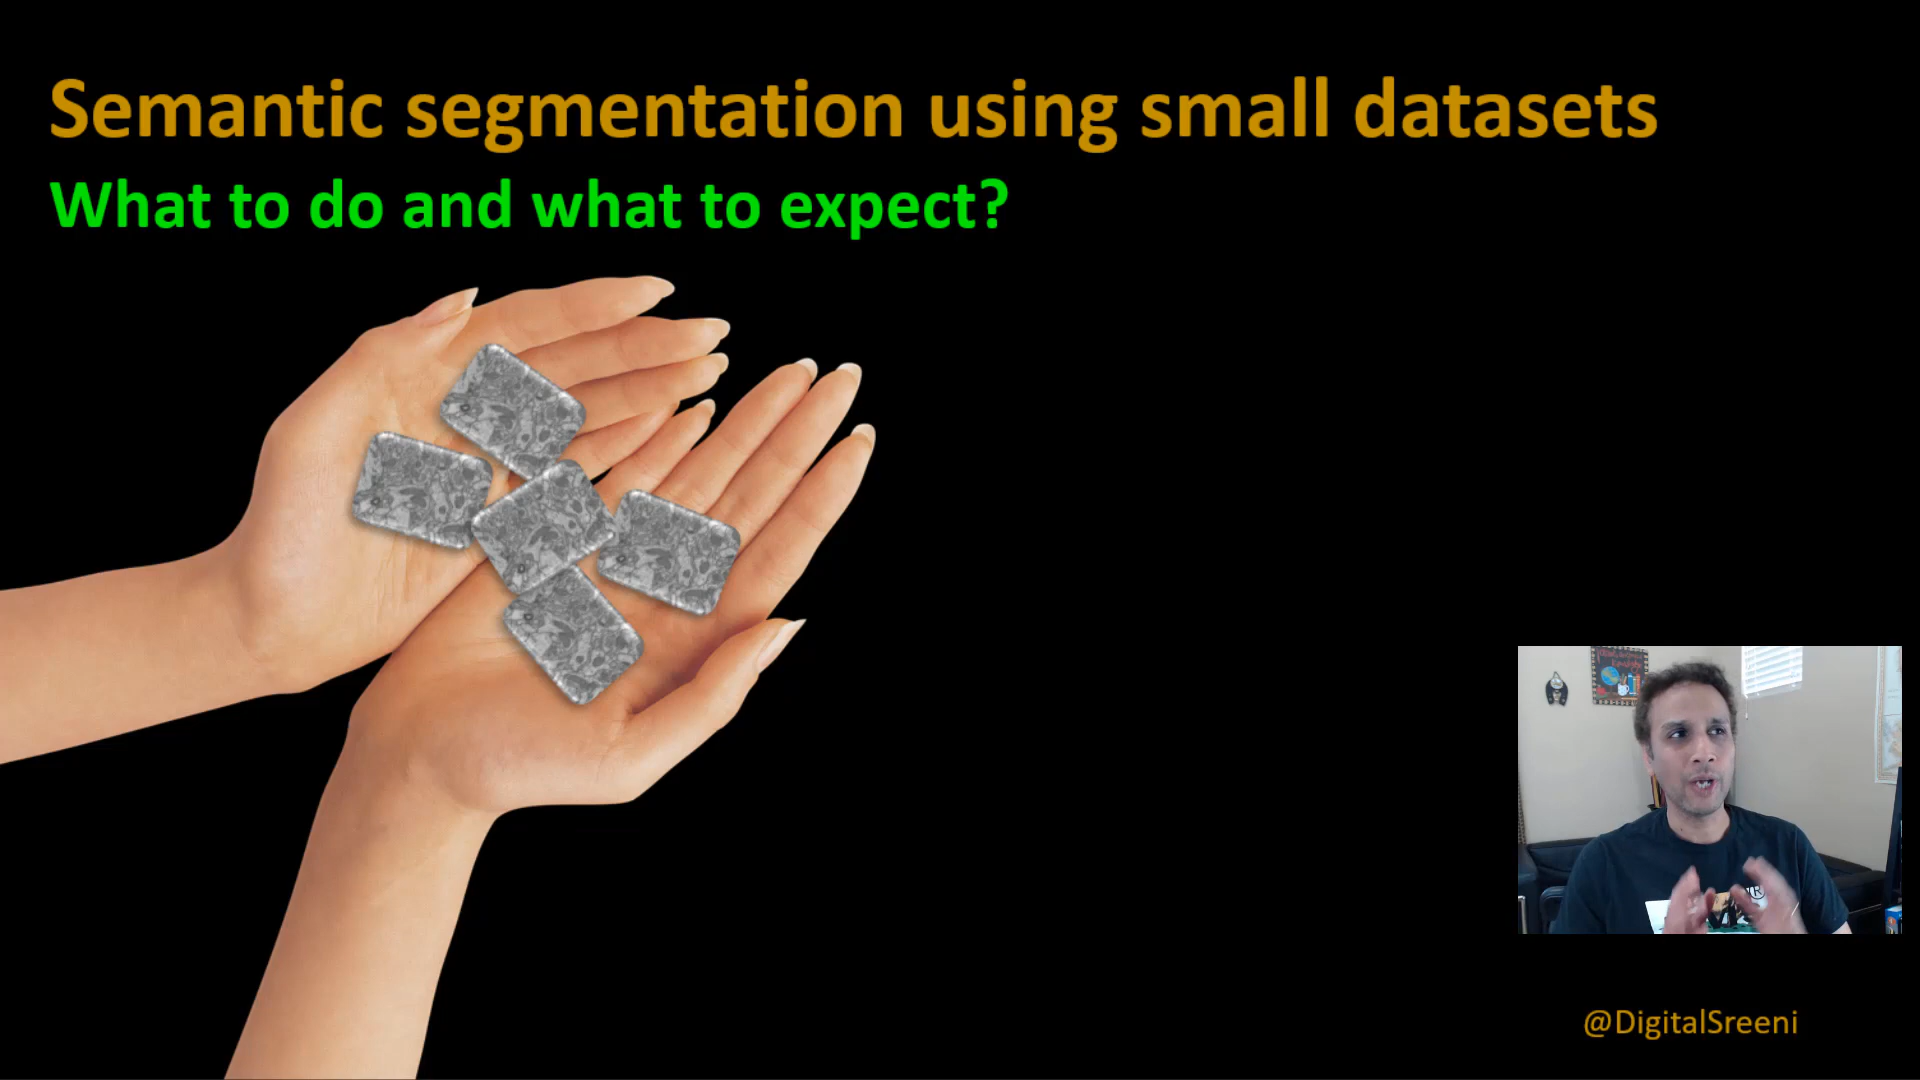 Semantic segmentation using small datasets
What to do and what to expect?
@DigitalSreeni